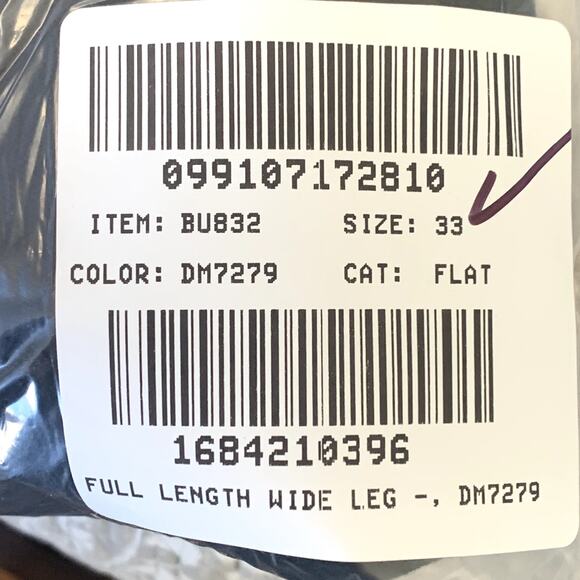 099107172810
ITEM: BU832 SIZE: 33
COLOR: DM7279 CAT: FLAT
1684210396
FULL LENGTH WIDE LEG -, DM7279